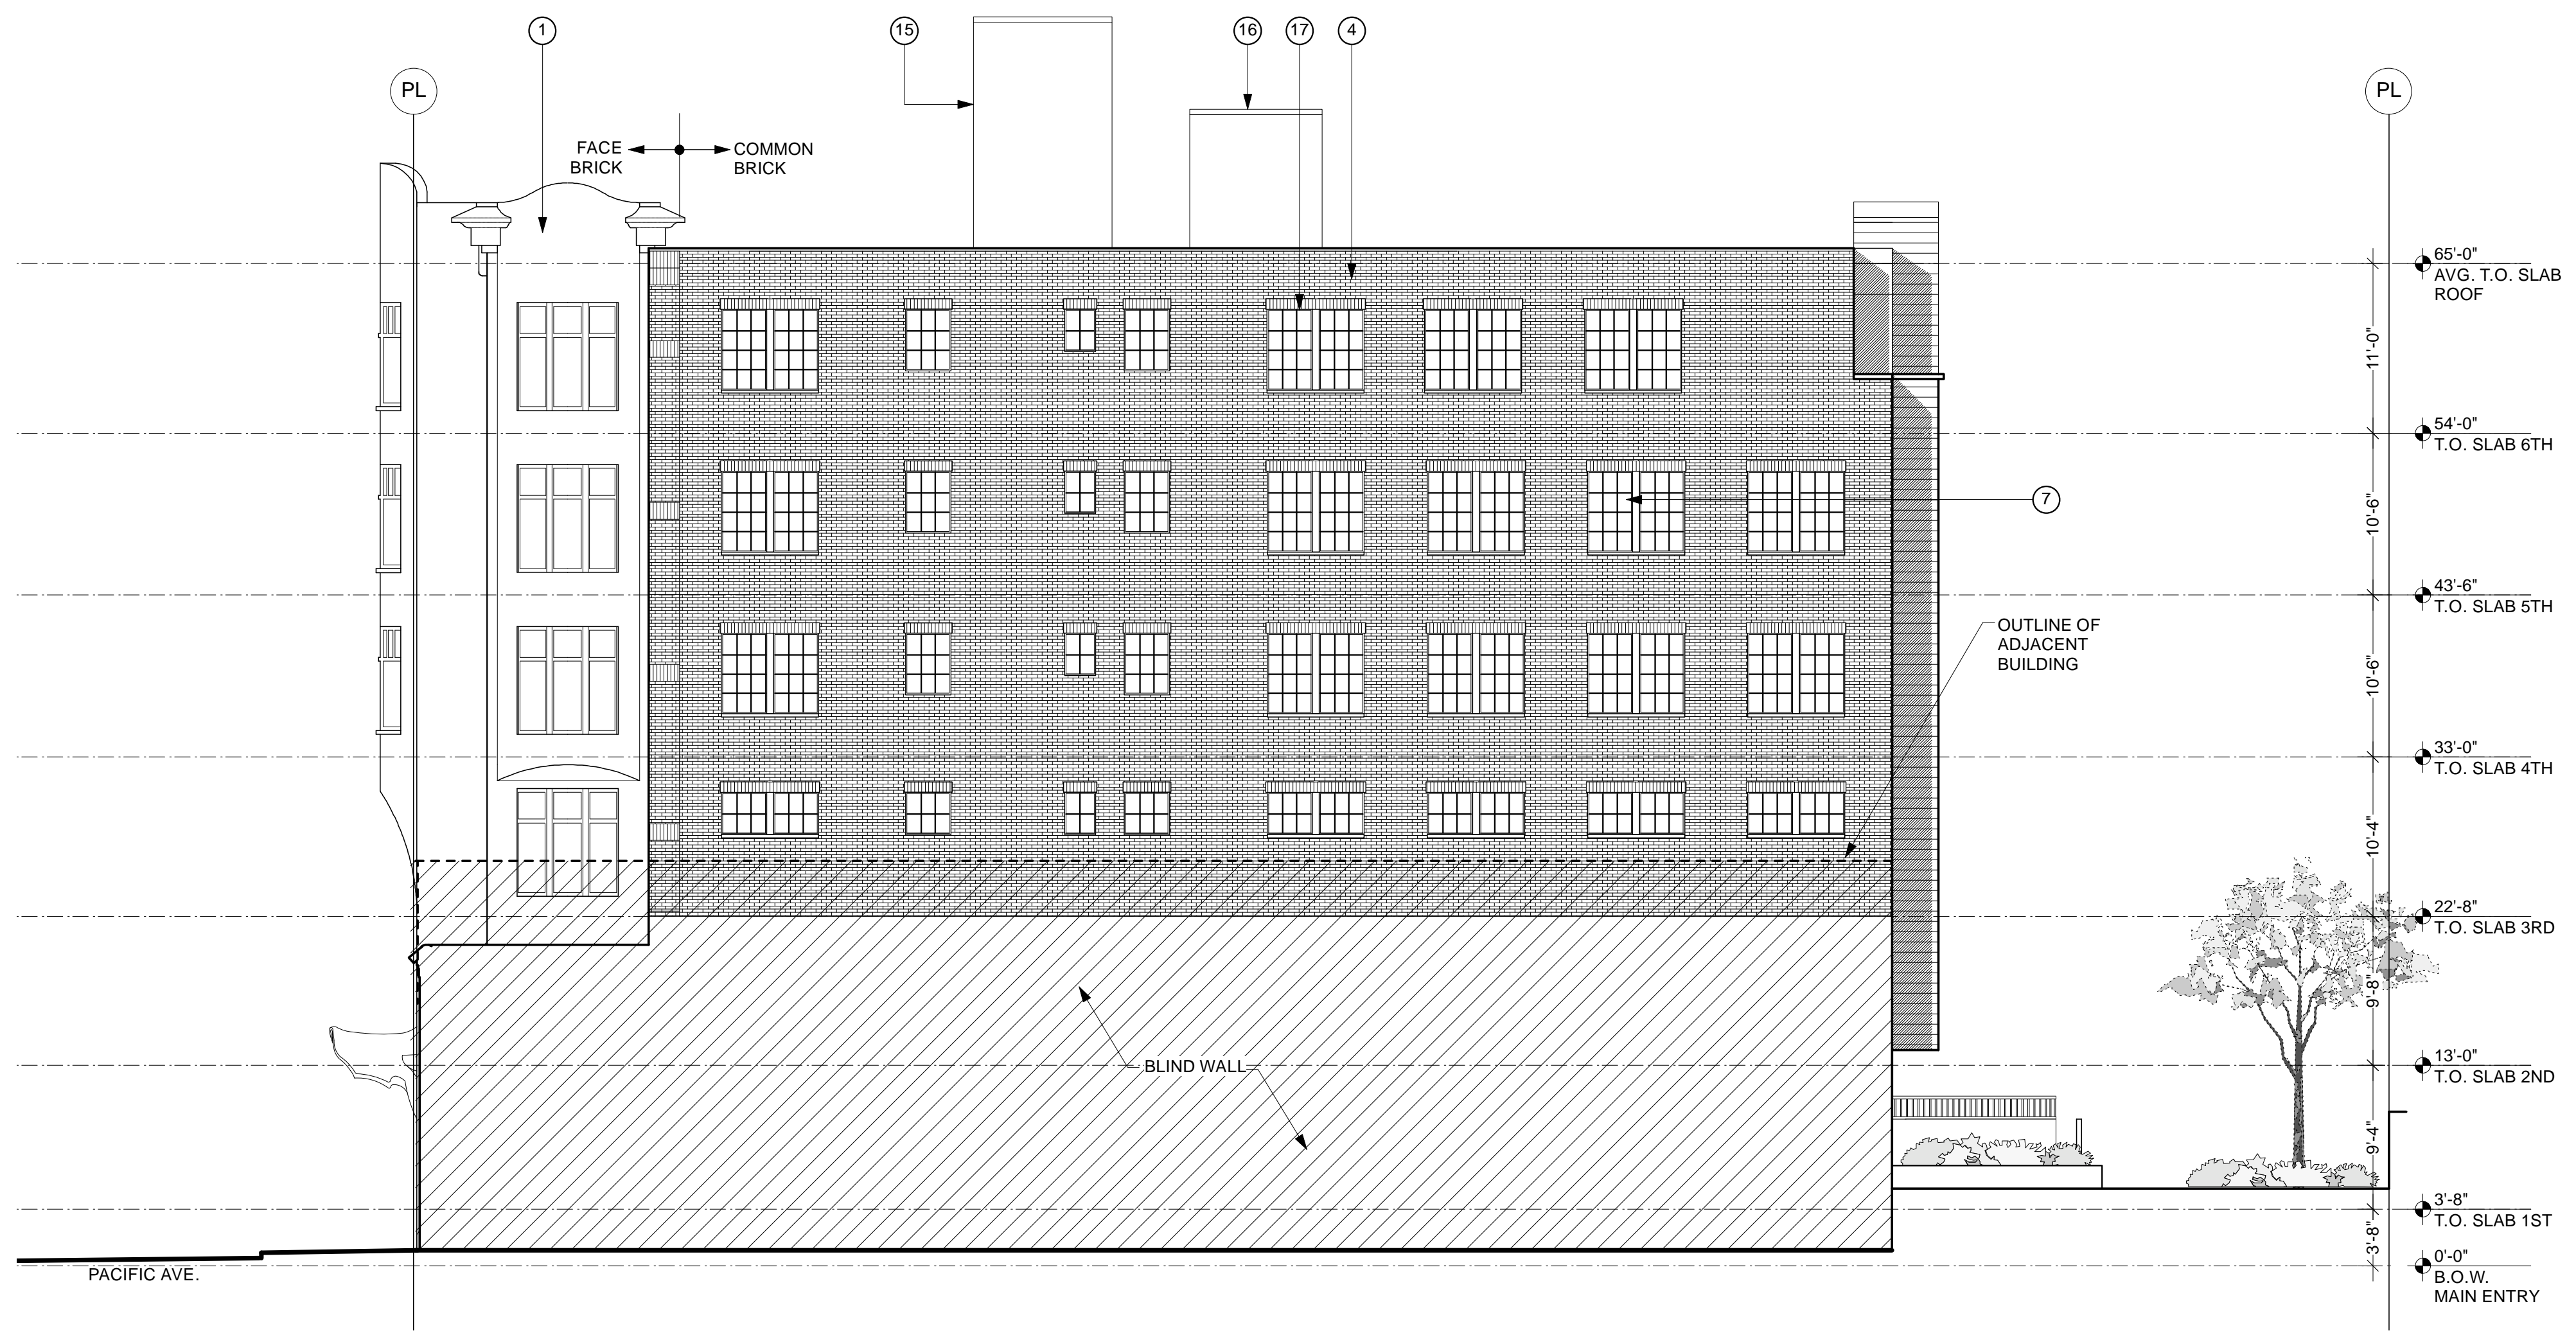 1
15
16
17
4
PL
PL
FACE
BRICK
COMMON
BRICK
65'-0"
AVG. T.O. SLAB
ROOF
11'-0"
54'-0"
T.O. SLAB 6TH
7
10'-6"
43'-6"
T.O. SLAB 5TH
OUTLINE OF
ADJACENT
BUILDING
10'-6"
33'-0"
T.O. SLAB 4TH
10'-4"
22'-8"
T.O. SLAB 3RD
9'-8"
BLIND WALL
13'-0"
T.O. SLAB 2ND
9'-4"
3'-8"
T.O. SLAB 1ST
3'-8"
0'-0"
B.O.W.
MAIN ENTRY
PACIFIC AVE.